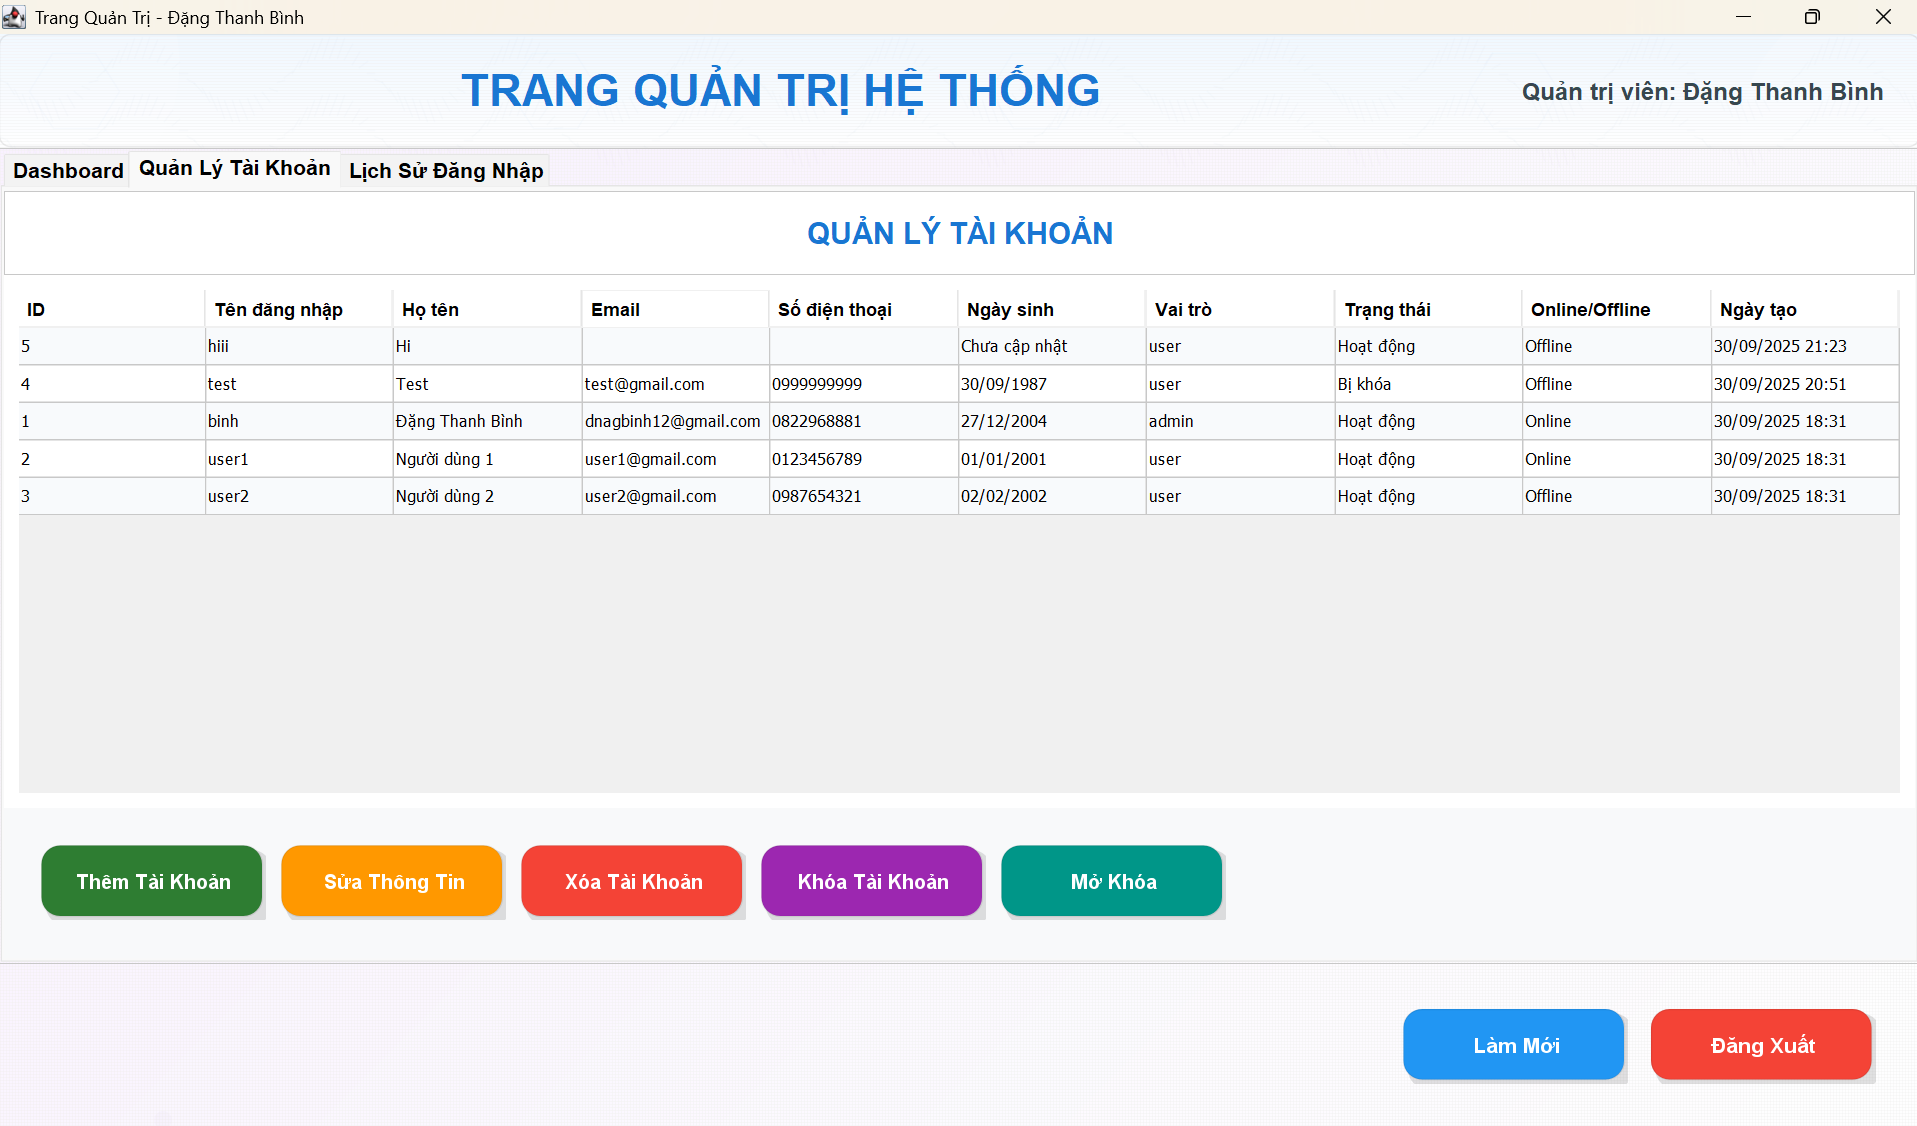 Trang Quản Trị - Đặng Thanh Bình
TRANG QUẢN TRỊ HỆ THỐNG
Quản trị viên: Đặng Thanh Bình
Dashboard Quản Lý Tài Khoản Lịch Sử Đăng Nhập
QUẢN LÝ TÀI KHOẢN
ID Tên đăng nhập Họ tên Email Số điện thoại Ngày sinh Vai trò Trạng thái Online/Offline Ngày tạo
5 hiii Hi Chưa cập nhật user Hoạt động Offline 30/09/2025 21:23
4 test Test test@gmail.com 0999999999 30/09/1987 user Bị khóa Offline 30/09/2025 20:51
1 binh Đặng Thanh Bình dnagbinh12@gmail.com 0822968881 27/12/2004 admin Hoạt động Online 30/09/2025 18:31
2 user1 Người dùng 1 user1@gmail.com 0123456789 01/01/2001 user Hoạt động Online 30/09/2025 18:31
3 user2 Người dùng 2 user2@gmail.com 0987654321 02/02/2002 user Hoạt động Offline 30/09/2025 18:31
Thêm Tài Khoản Sửa Thông Tin Xóa Tài Khoản Khóa Tài Khoản Mở Khóa
Làm Mới Đăng Xuất